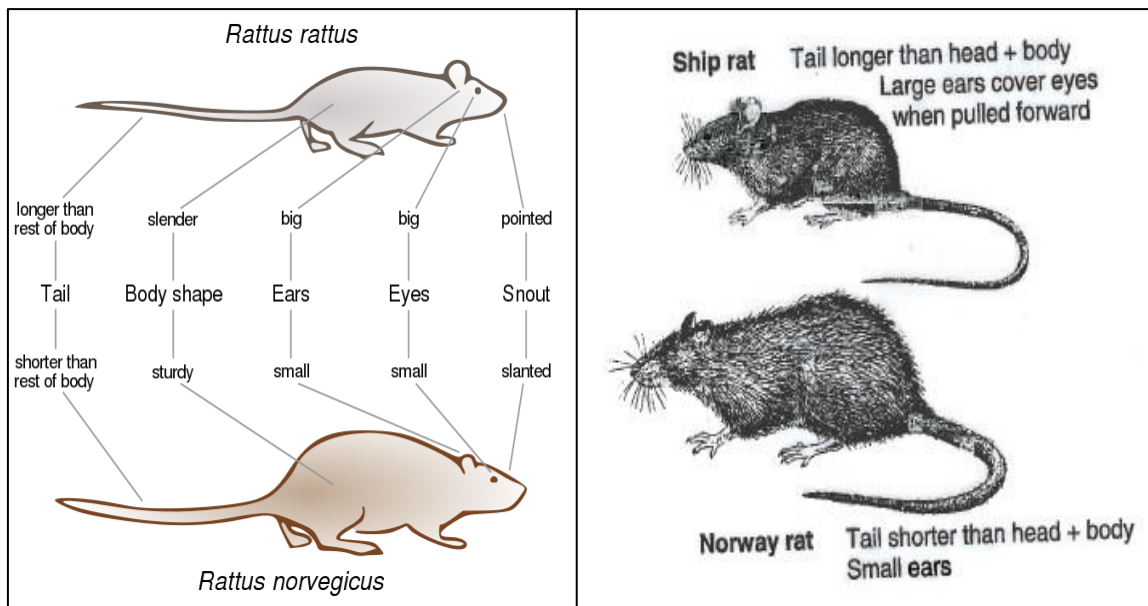 Rattus rattus
longer than
rest of body
slender
big
big
pointed
Tail
Body shape
Ears
Eyes
Snout
shorter than
rest of body
sturdy
small
small
slanted
Rattus norvegicus
Ship rat Tail longer than head + body
Large ears cover eyes
when pulled forward
Norway rat Tail shorter than head + body
Small ears